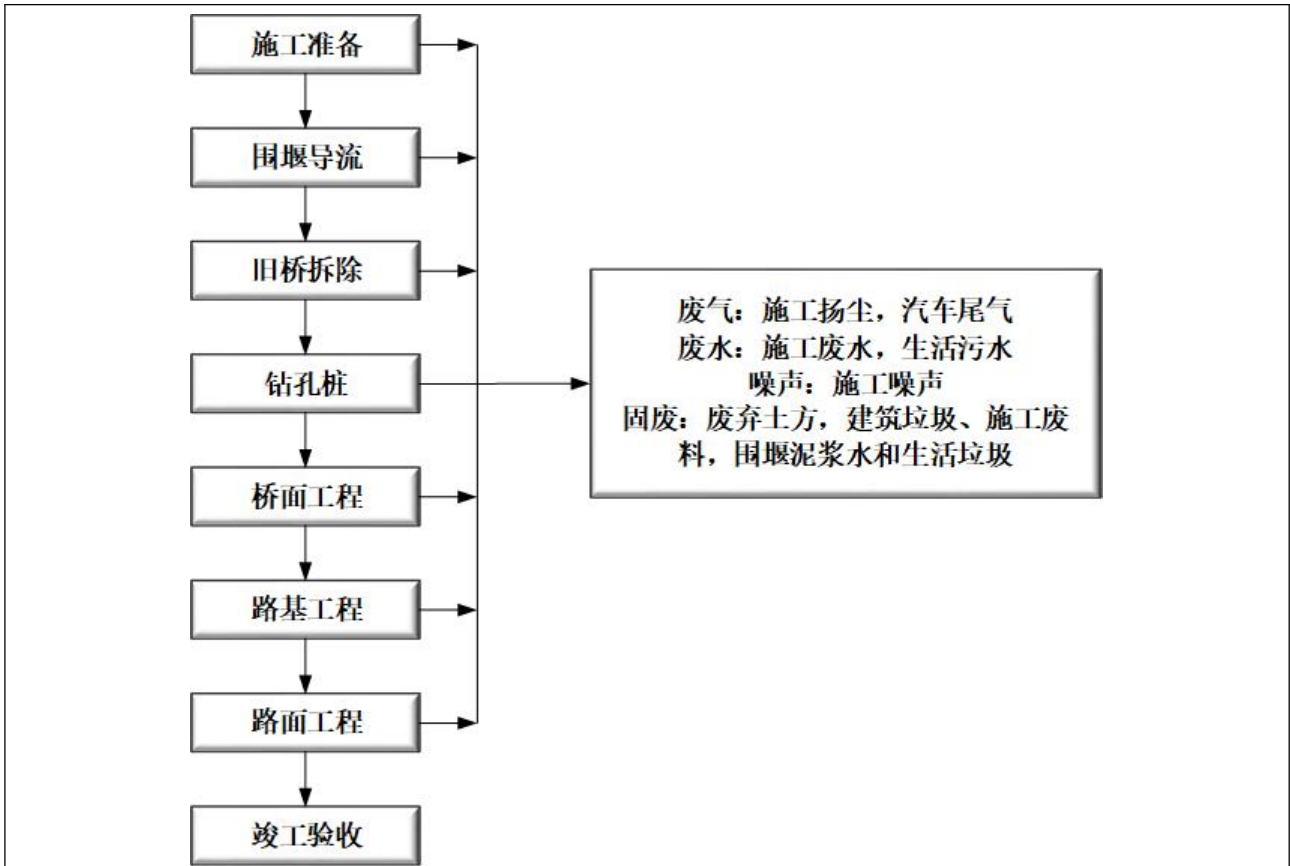 施工准备
围堰导流
旧桥拆除
钻孔桩
桥面工程
路基工程
路面工程
竣工验收
废气：施工扬尘，汽车尾气
废水：施工废水，生活污水
噪声：施工噪声
固废：废弃土方，建筑垃圾、施工废
料，围堰泥浆水和生活垃圾